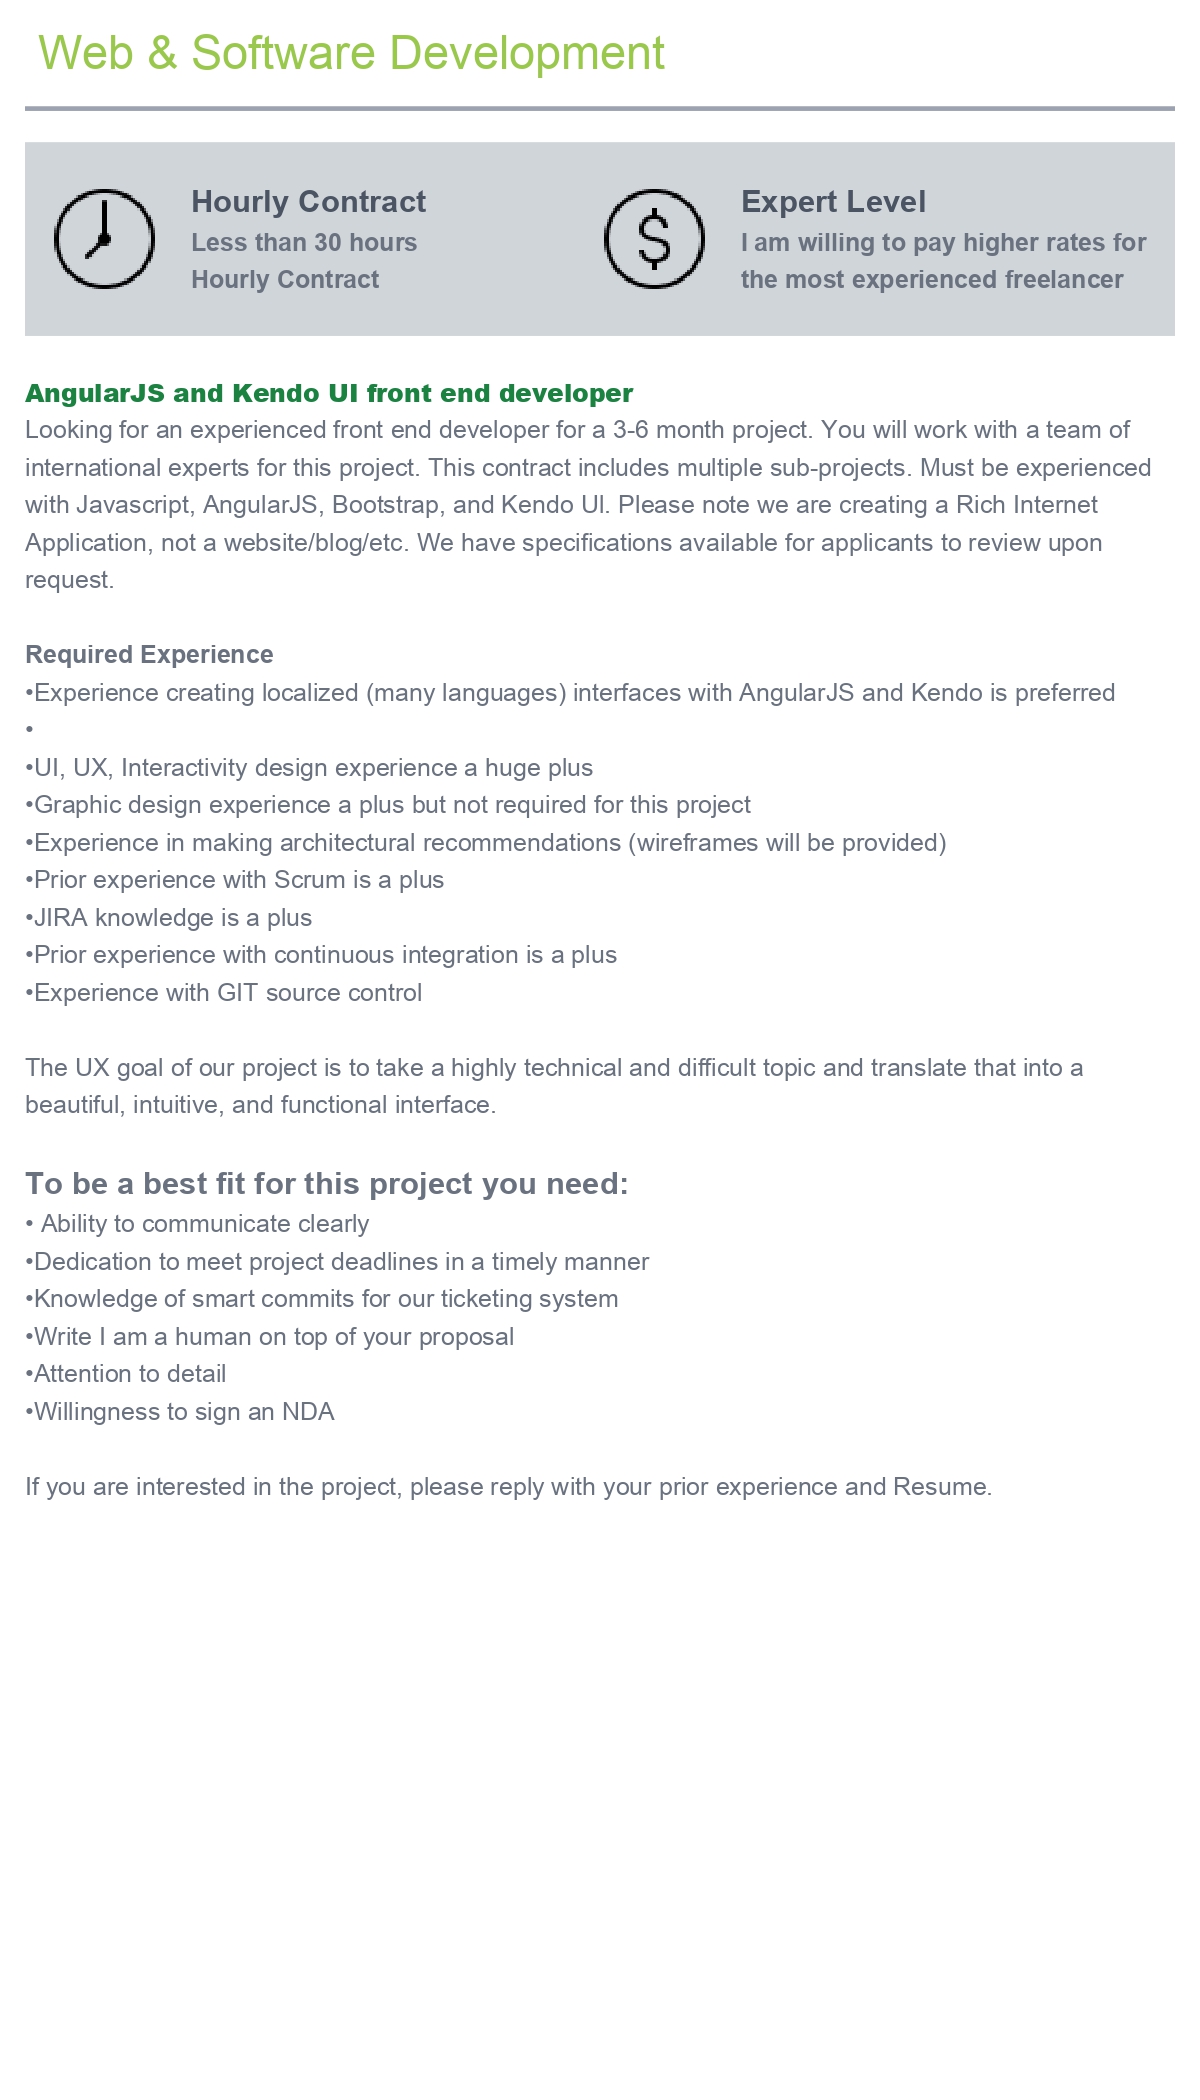 Web & Software Development
Hourly Contract
Less than 30 hours
Hourly Contract
Expert Level
I am willing to pay higher rates for
the most experienced freelancer
AngularJS and Kendo UI front end developer
Looking for an experienced front end developer for a 3-6 month project. You will work with a team of
international experts for this project. This contract includes multiple sub-projects. Must be experienced
with Javascript, AngularJS, Bootstrap, and Kendo UI. Please note we are creating a Rich Internet
Application, not a website/blog/etc. We have specifications available for applicants to review upon
request.
Required Experience
•Experience creating localized (many languages) interfaces with AngularJS and Kendo is preferred
•
•UI, UX, Interactivity design experience a huge plus
•Graphic design experience a plus but not required for this project
•Experience in making architectural recommendations (wireframes will be provided)
•Prior experience with Scrum is a plus
•JIRA knowledge is a plus
•Prior experience with continuous integration is a plus
•Experience with GIT source control
The UX goal of our project is to take a highly technical and difficult topic and translate that into a
beautiful, intuitive, and functional interface.
To be a best fit for this project you need:
• Ability to communicate clearly
•Dedication to meet project deadlines in a timely manner
•Knowledge of smart commits for our ticketing system
•Write I am a human on top of your proposal
•Attention to detail
•Willingness to sign an NDA
If you are interested in the project, please reply with your prior experience and Resume.